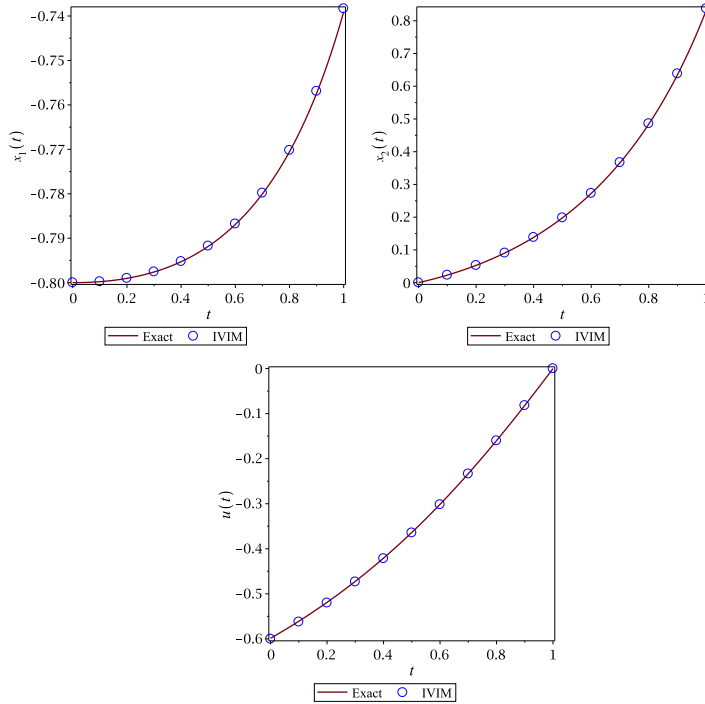 -0.74
-0.75
-0.76
x₁(t)
-0.77
-0.78
-0.79
-0.80
0 0.2 0.4 0.6 0.8 1
t
Exact IVIM
0.8
0.7
0.6
0.5
x₂(t)
0.4
0.3
0.2
0.1
0
0 0.2 0.4 0.6 0.8 1
t
Exact IVIM
0
-0.1
-0.2
-0.3
u(t)
-0.4
-0.5
-0.6
0 0.2 0.4 0.6 0.8 1
t
Exact IVIM